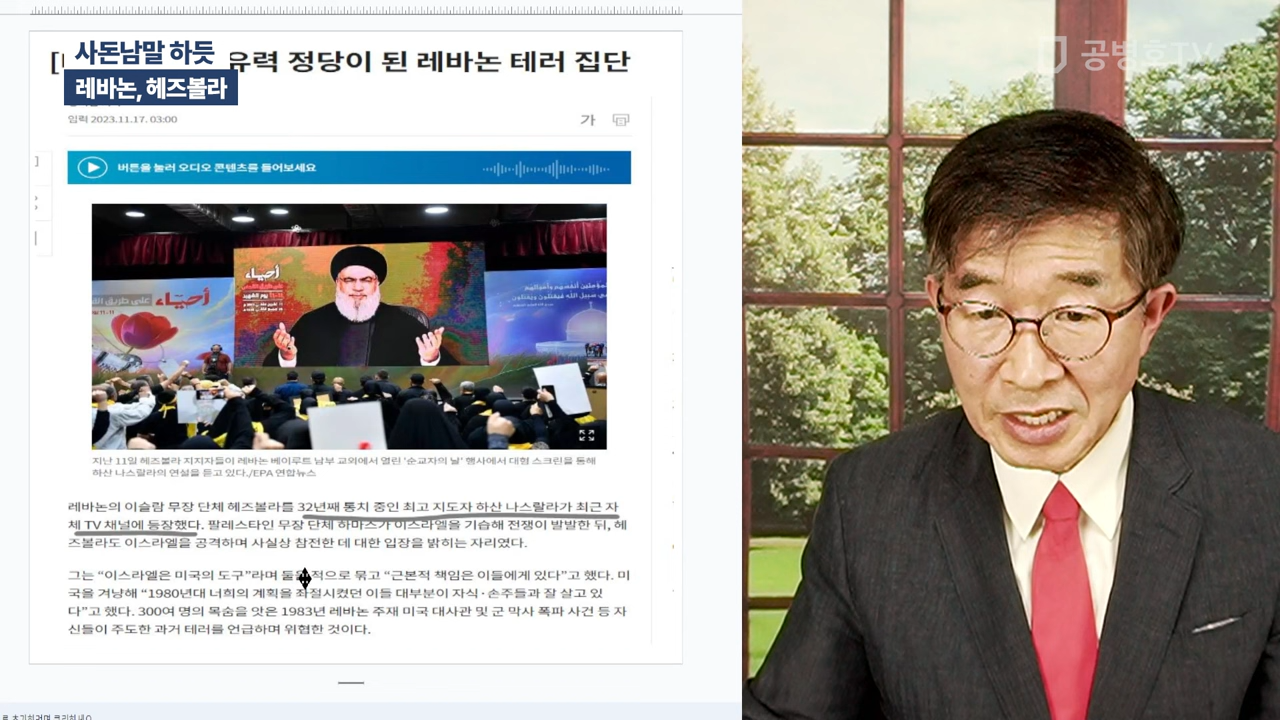 사돈남말 하듯
레바논, 헤즈볼라
유력 정당이 된 레바논 테러 집단
공병호TV
입력 2023.11.17. 03:00
가
버튼을 눌러 오디오 콘텐츠를 들어보세요
أحياء
على طريق القدس
أحياء
지난 11일 헤즈볼라 지지자들이 레바논 베이루트 남부 교외에서 열린 ‘순교자의 날’ 행사에서 대형 스크린을 통해
하산 나스랄라의 연설을 듣고 있다./EPA 연합뉴스
레바논의 이슬람 무장 단체 헤즈볼라를 32년째 통치 중인 최고 지도자 하산 나스랄라가 최근 자
체 TV 채널에 등장했다. 팔레스타인 무장 단체 하마스가 이스라엘을 기습해 전쟁이 발발한 뒤, 헤
즈볼라도 이스라엘을 공격하며 사실상 참전한 데 대한 입장을 밝히는 자리였다.
그는 “이스라엘은 미국의 도구”라며 둘을 적으로 묶고 “근본적 책임은 이들에게 있다”고 했다. 미
국을 겨냥해 “1980년대 너희의 계획을 좌절시켰던 이들 대부분이 자식·손주들과 잘 살고 있
다”고 했다. 300여 명의 목숨을 앗은 1983년 레바논 주재 미국 대사관 및 군 막사 폭파 사건 등 자
신들이 주도한 과거 테러를 언급하며 위협한 것이다.